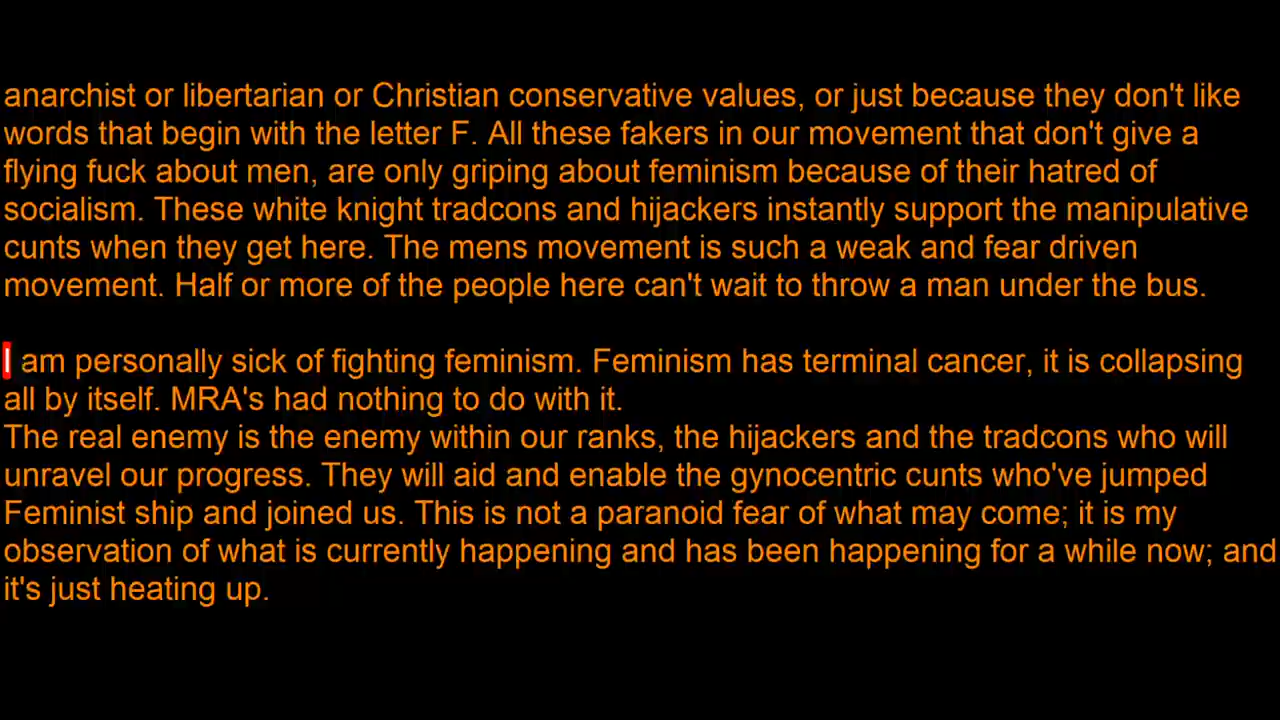 anarchist or libertarian or Christian conservative values, or just because they don't like
words that begin with the letter F. All these fakers in our movement that don't give a
flying fuck about men, are only griping about feminism because of their hatred of
socialism. These white knight tradcons and hijackers instantly support the manipulative
cunts when they get here. The mens movement is such a weak and fear driven
movement. Half or more of the people here can't wait to throw a man under the bus.
I am personally sick of fighting feminism. Feminism has terminal cancer, it is collapsing
all by itself. MRA's had nothing to do with it.
The real enemy is the enemy within our ranks, the hijackers and the tradcons who will
unravel our progress. They will aid and enable the gynocentric cunts who've jumped
Feminist ship and joined us. This is not a paranoid fear of what may come; it is my
observation of what is currently happening and has been happening for a while now; and
it's just heating up.